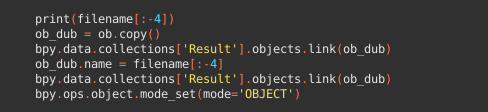 print(filename[:-4])
ob_dub = ob.copy()
bpy.data.collections['Result'].objects.link(ob_dub)
ob_dub.name = filename[:-4]
bpy.data.collections['Result'].objects.link(ob_dub)
bpy.ops.object.mode_set(mode='OBJECT')